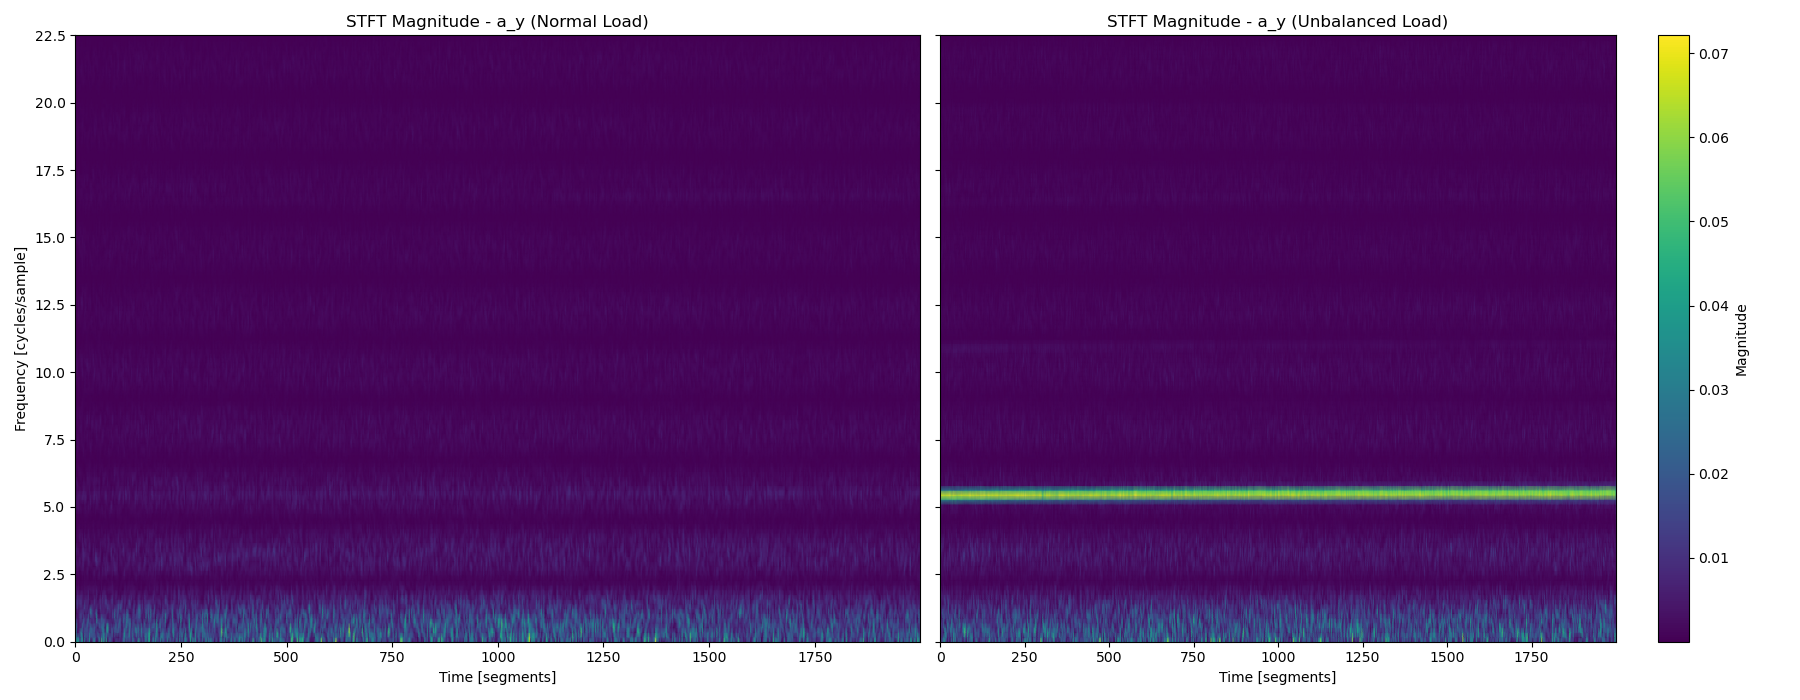 STFT Magnitude - a_y (Normal Load)
STFT Magnitude - a_y (Unbalanced Load)
22.5
20.0
17.5
15.0
12.5
10.0
7.5
5.0
2.5
0.0
Frequency [cycles/sample]
0 250 500 750 1000 1250 1500 1750
Time [segments]
0 250 500 750 1000 1250 1500 1750
Time [segments]
0.07
0.06
0.05
0.04
0.03
0.02
0.01
Magnitude